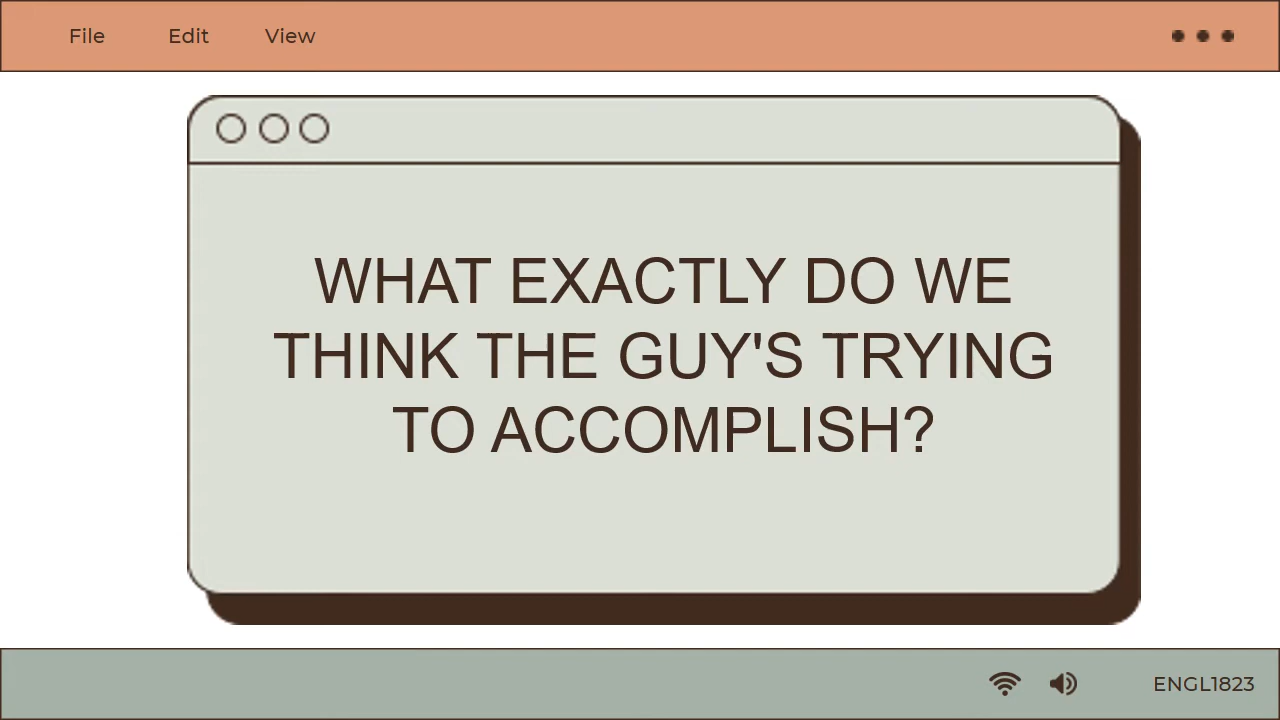 File Edit View
WHAT EXACTLY DO WE
THINK THE GUY'S TRYING
TO ACCOMPLISH?
ENGL1823